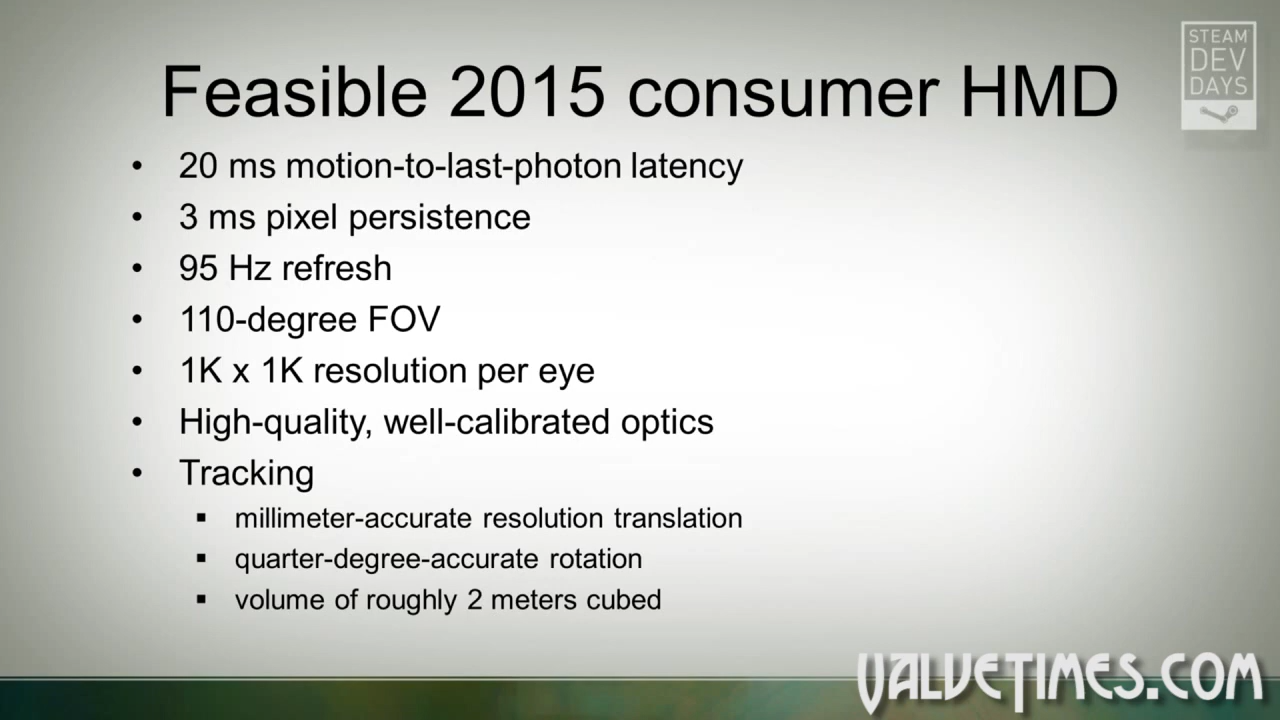 STEAM
DEV
DAYS
Feasible 2015 consumer HMD
• 20 ms motion-to-last-photon latency
• 3 ms pixel persistence
• 95 Hz refresh
• 110-degree FOV
• 1K x 1K resolution per eye
• High-quality, well-calibrated optics
• Tracking
▪ millimeter-accurate resolution translation
▪ quarter-degree-accurate rotation
▪ volume of roughly 2 meters cubed
VALVETIMES.COM